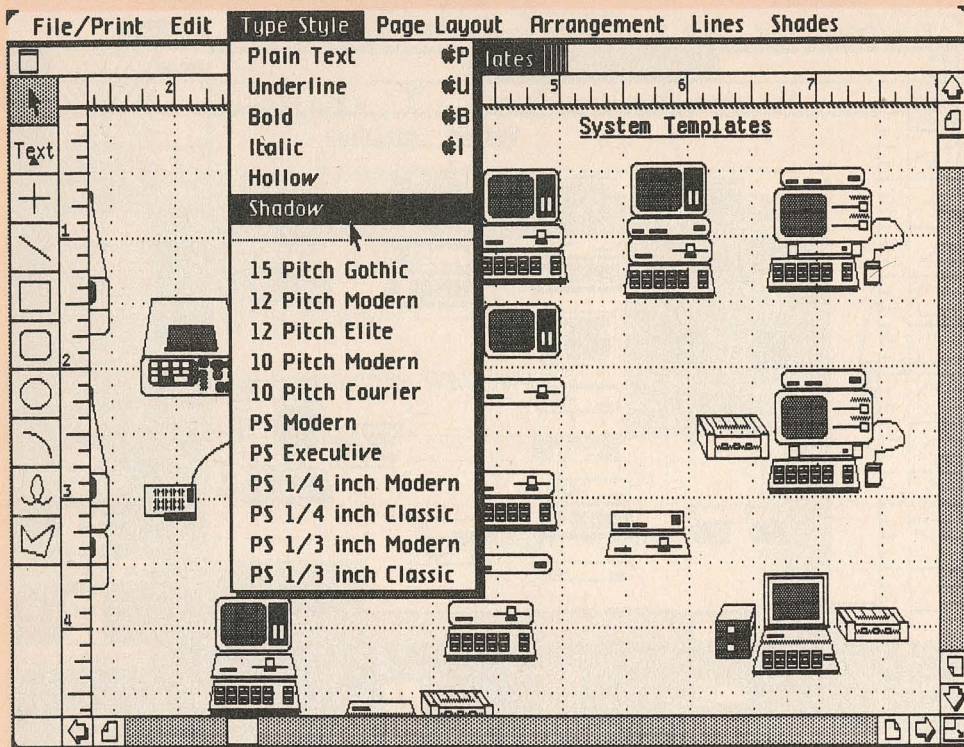 File/Print Edit Type Style Page Layout Arrangement Lines Shades
lates
Plain Text P
Underline U
Bold B
Italic I
Hollow
Shadow
15 Pitch Gothic
12 Pitch Modern
12 Pitch Elite
10 Pitch Modern
10 Pitch Courier
PS Modern
PS Executive
PS 1/4 inch Modern
PS 1/4 inch Classic
PS 1/3 inch Modern
PS 1/3 inch Classic
2 5 6 7
System Templates
Text
1
2
3
4